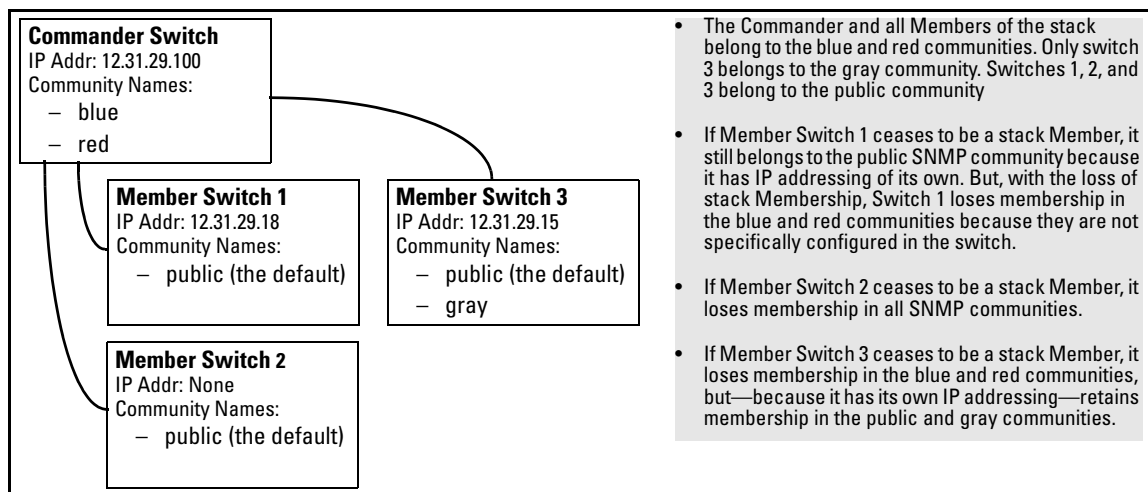 Commander Switch
IP Addr: 12.31.29.100
Community Names:
– blue
– red
Member Switch 1
IP Addr: 12.31.29.18
Community Names:
– public (the default)
Member Switch 3
IP Addr: 12.31.29.15
Community Names:
– public (the default)
– gray
Member Switch 2
IP Addr: None
Community Names:
– public (the default)
• The Commander and all Members of the stack
belong to the blue and red communities. Only switch
3 belongs to the gray community. Switches 1, 2, and
3 belong to the public community
• If Member Switch 1 ceases to be a stack Member, it
still belongs to the public SNMP community because
it has IP addressing of its own. But, with the loss of
stack Membership, Switch 1 loses membership in
the blue and red communities because they are not
specifically configured in the switch.
• If Member Switch 2 ceases to be a stack Member, it
loses membership in all SNMP communities.
• If Member Switch 3 ceases to be a stack Member, it
loses membership in the blue and red communities,
but—because it has its own IP addressing—retains
membership in the public and gray communities.